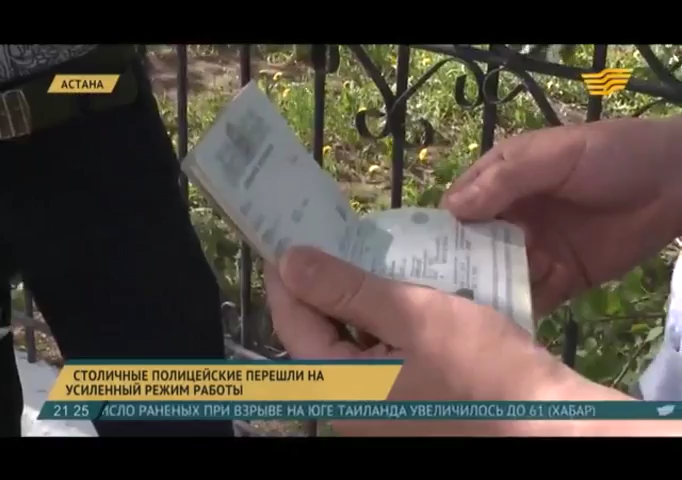 АСТАНА
СТОЛИЧНЫЕ ПОЛИЦЕЙСКИЕ ПЕРЕШЛИ НА
УСИЛЕННЫЙ РЕЖИМ РАБОТЫ
21 25 ИСЛО РАНЕНЫХ ПРИ ВЗРЫВЕ НА ЮГЕ ТАИЛАНДА УВЕЛИЧИЛОСЬ ДО 61 (ХАБАР)